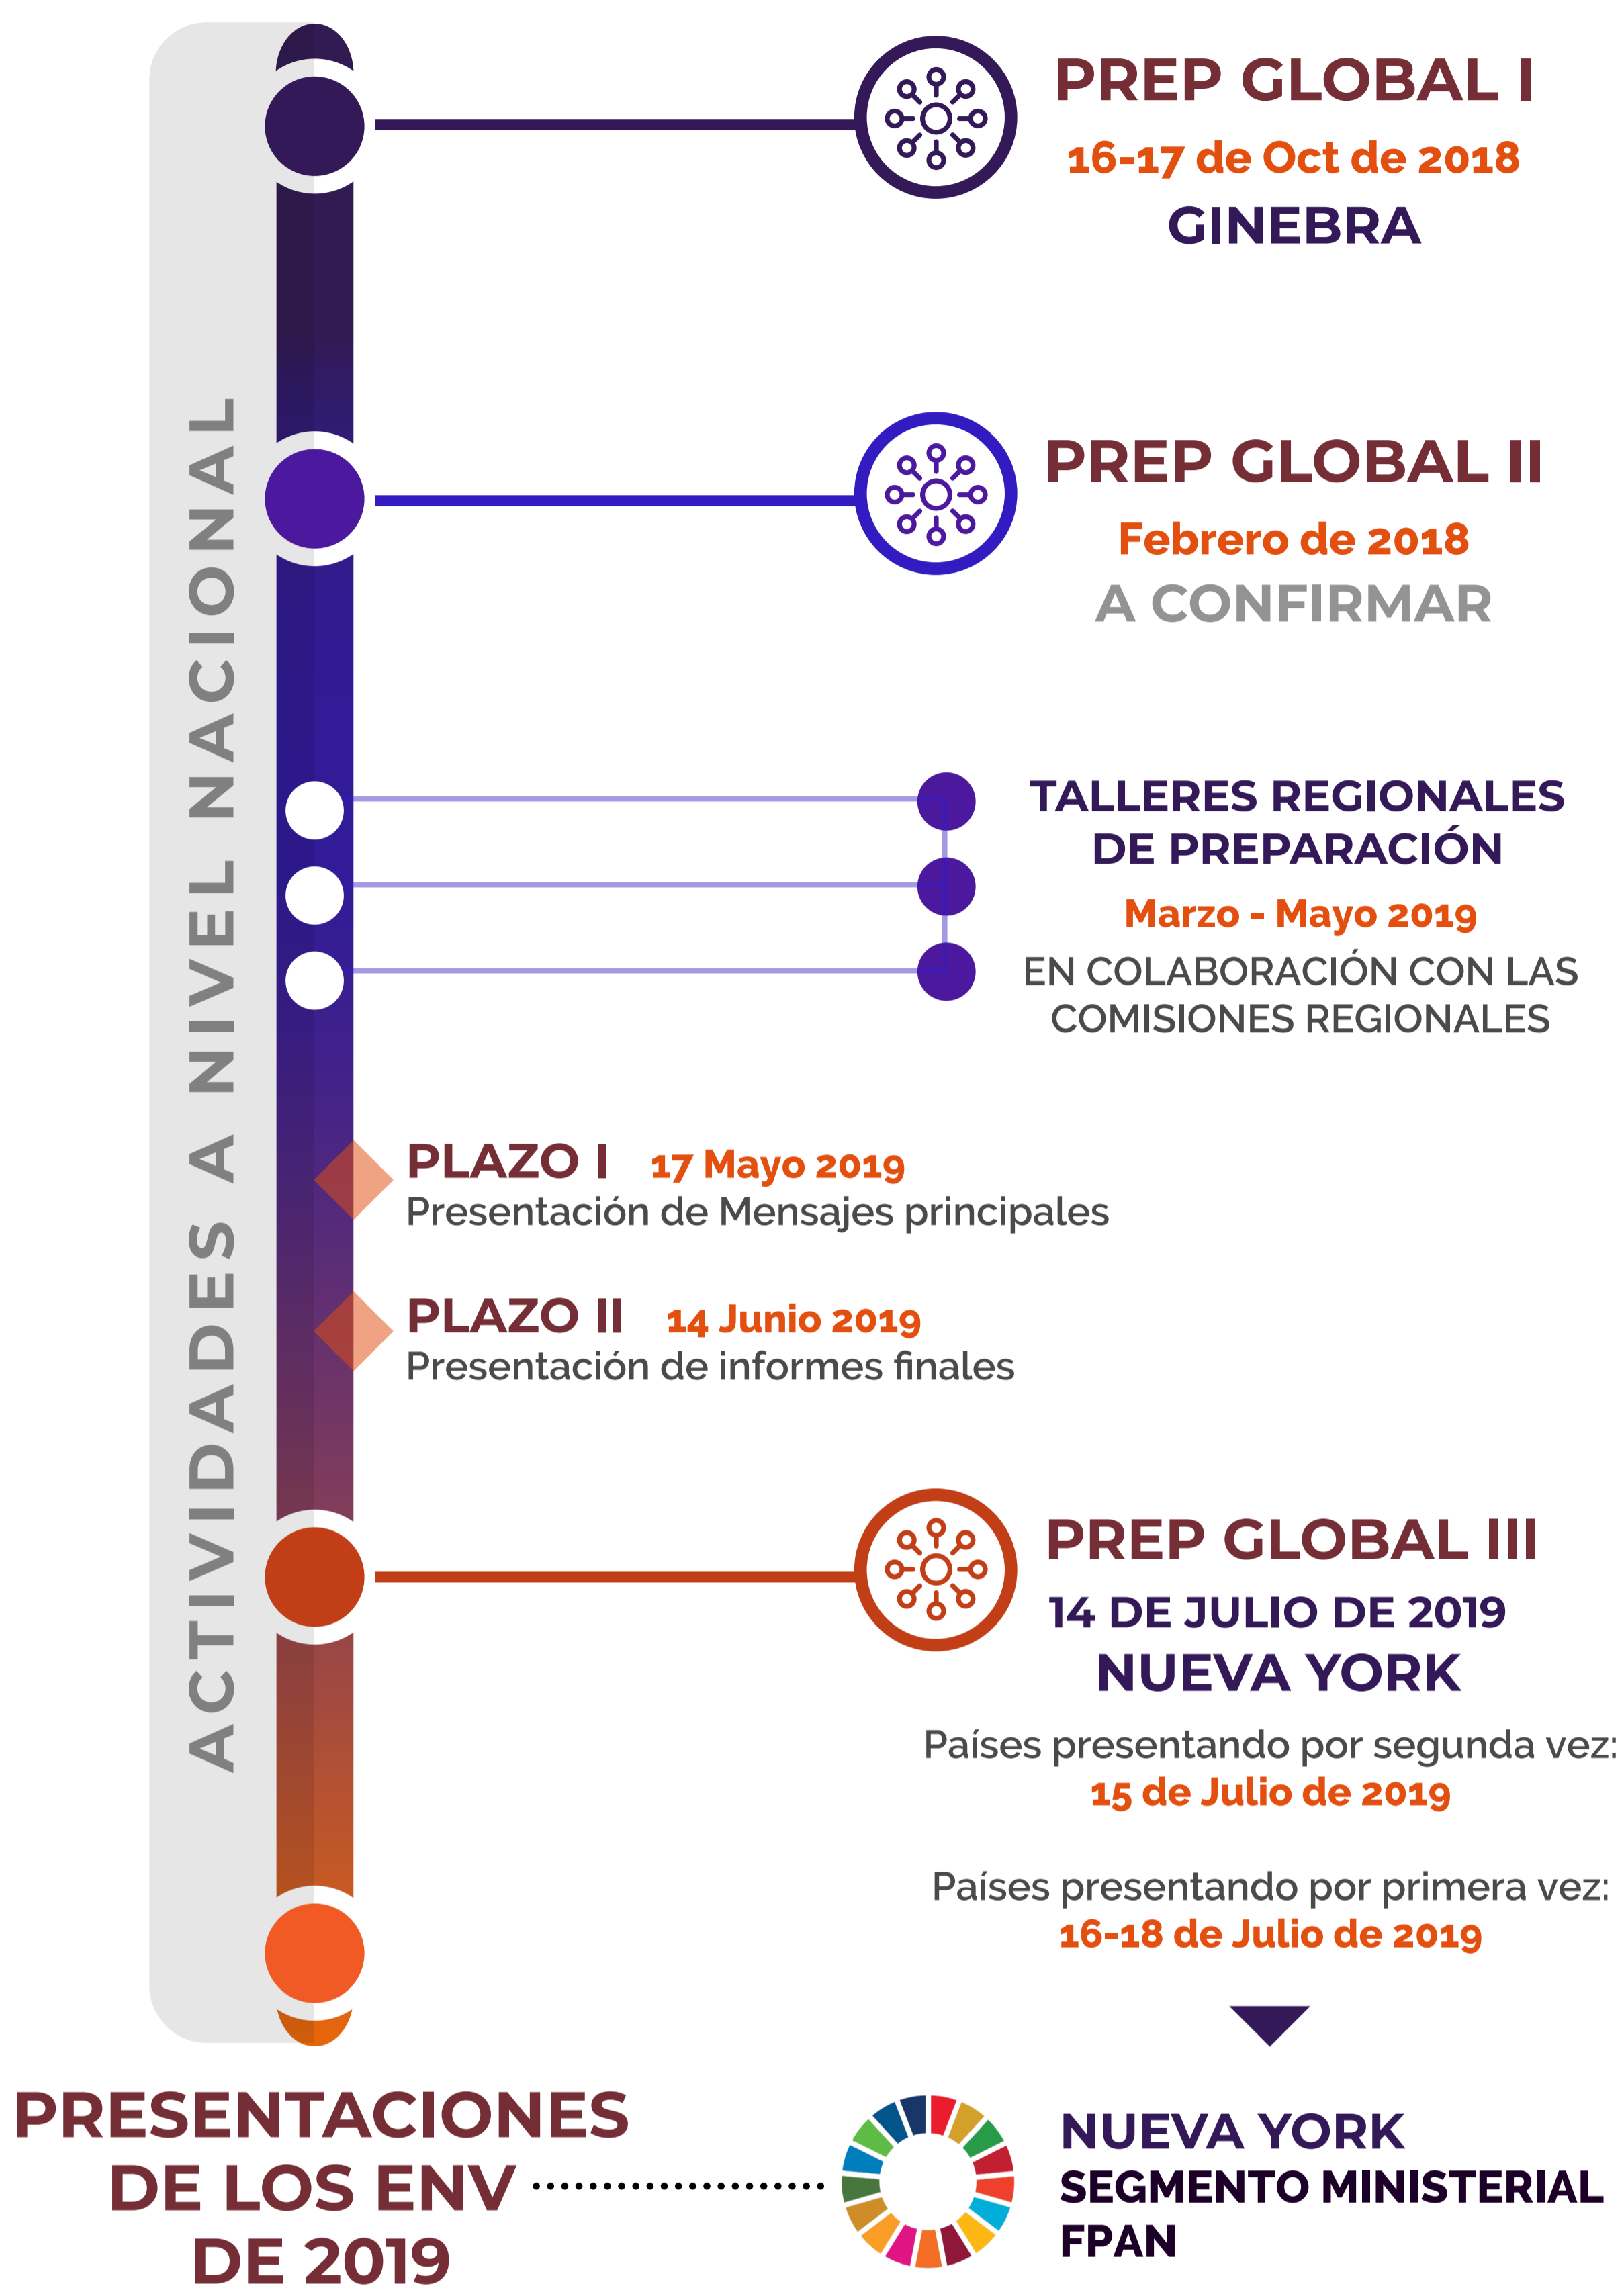 ACTIVIDADES A NIVEL NACIONAL
PREP GLOBAL I
16-17 de Oct de 2018
GINEBRA
PREP GLOBAL II
Febrero de 2018
A CONFIRMAR
TALLERES REGIONALES
DE PREPARACIÓN
Marzo - Mayo 2019
EN COLABORACIÓN CON LAS
COMISIONES REGIONALES
PLAZO I 17 Mayo 2019
Presentación de Mensajes principales
PLAZO II 14 Junio 2019
Presentación de informes finales
PREP GLOBAL III
14 DE JULIO DE 2019
NUEVA YORK
Países presentando por segunda vez:
15 de Julio de 2019
Países presentando por primera vez:
16-18 de Julio de 2019
PRESENTACIONES
DE LOS ENV
DE 2019
NUEVA YORK
SEGMENTO MINISTERIAL
FPAN